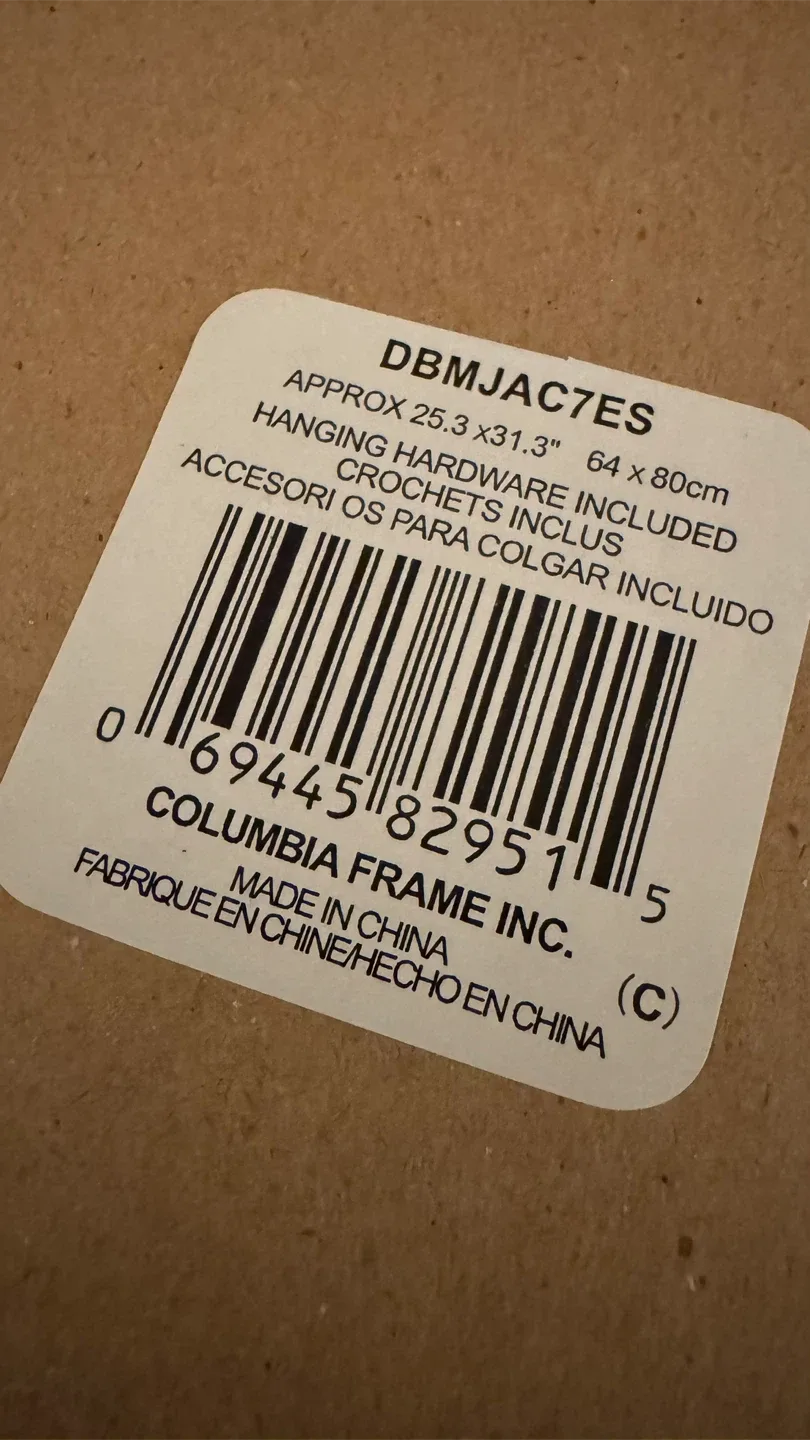 DBMJAC7ES
APPROX 25.3 x31.3" 64 x 80cm
HANGING HARDWARE INCLUDED
CROCHETS INCLUS
ACCESORI OS PARA COLGAR INCLUIDO
0 69445 82951 5
COLUMBIA FRAME INC.
MADE IN CHINA
FABRIQUE EN CHINE/HECHO EN CHINA
(C)